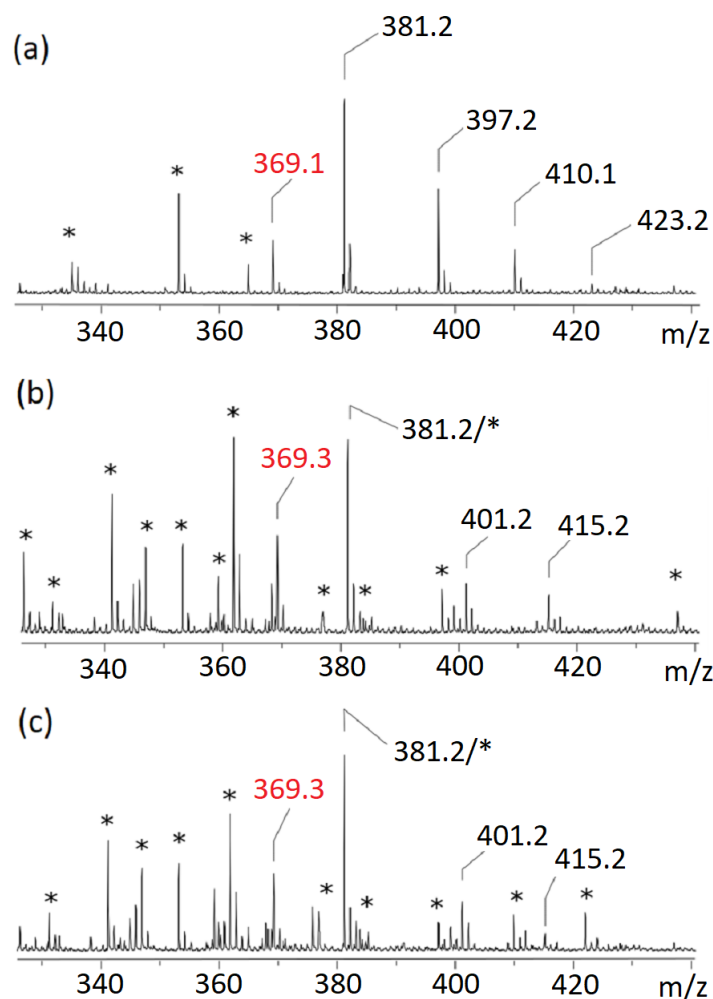 (a)
381.2
397.2
* 369.1 410.1
* * 423.2
340 360 380 400 420 m/z
(b)
* 381.2/*
* 369.3
* * * * 401.2 415.2
* * * * * *
340 360 380 400 420 m/z
(c)
381.2/*
* * * * 369.3 401.2
* * * * * * 415.2
340 360 380 400 420 m/z